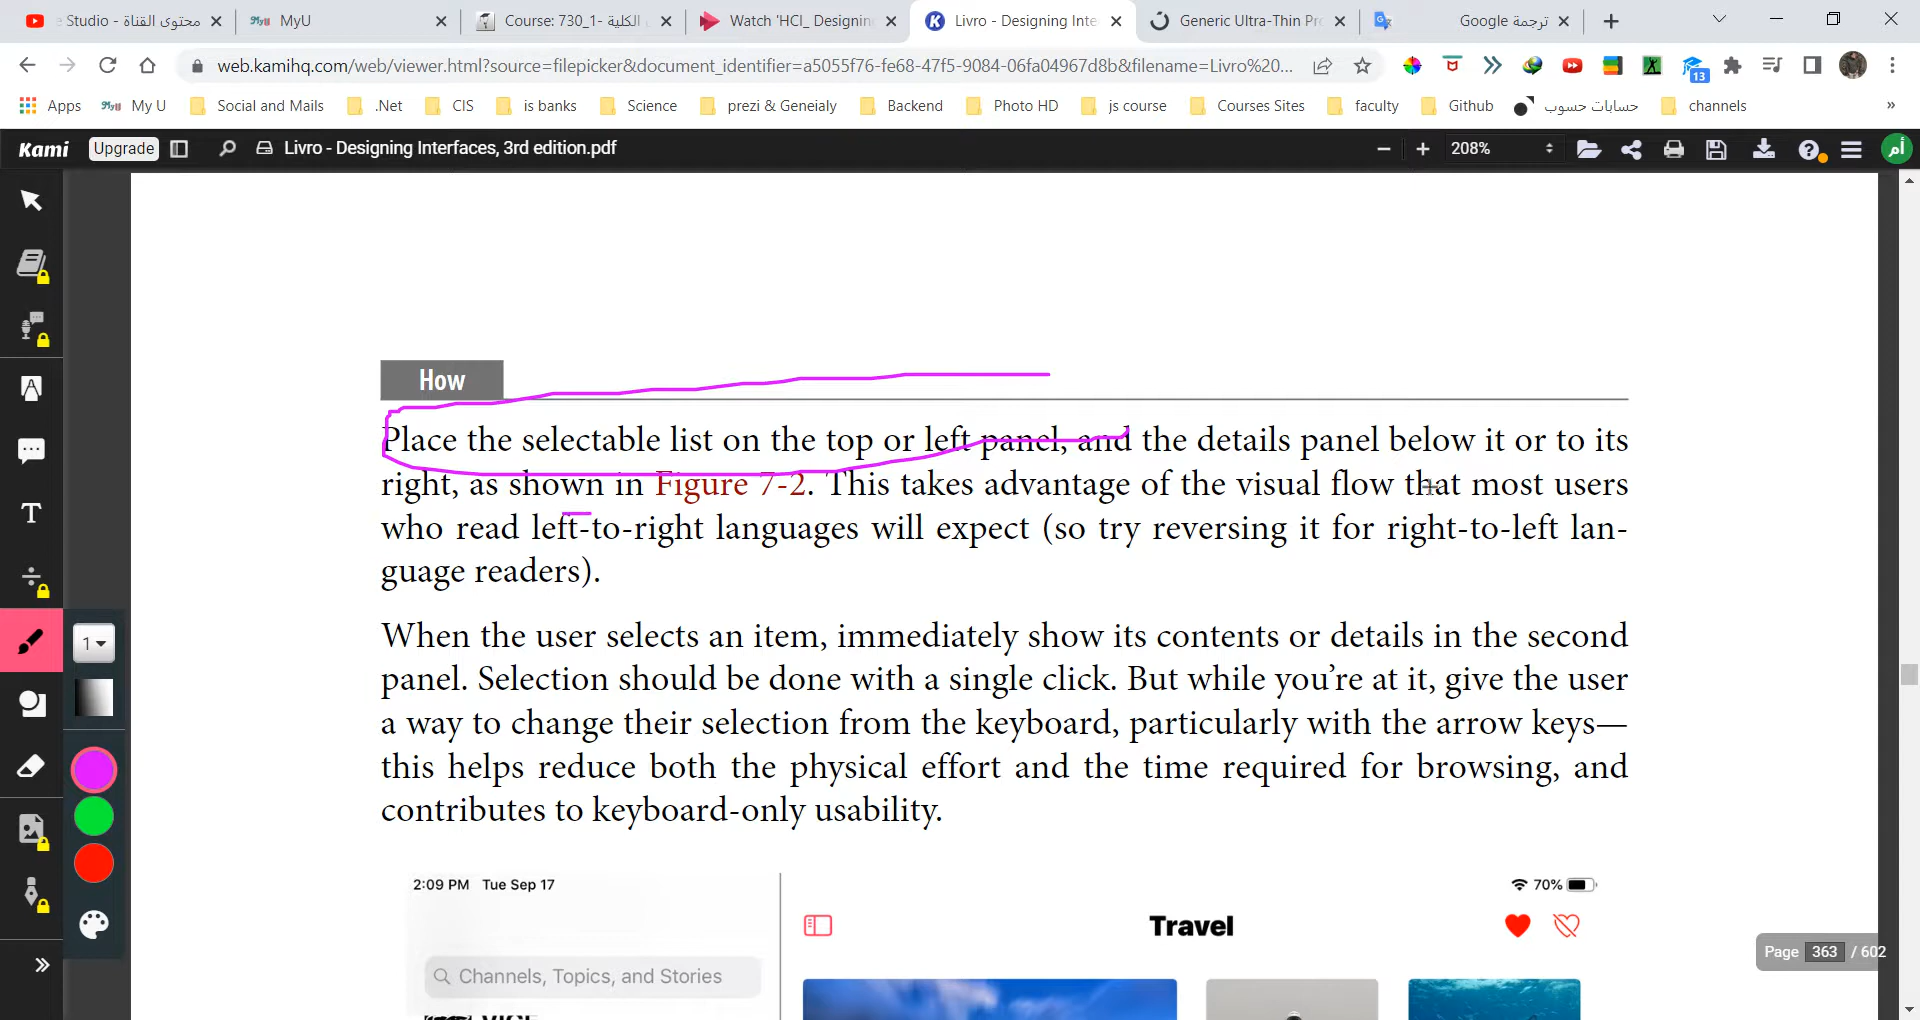 Studio - محتوى القناة
MyU
Course: 730_1- الكلية
Watch 'HCI_ Designin
Livro - Designing Inte
Generic Ultra-Thin Pr
Google ترجمة
web.kamihq.com/web/viewer.html?source=filepicker&document_identifier=a5055f76-fe68-47f5-9084-06fa04967d8b&filename=Livro%20...
13
Apps
My U
Social and Mails
.Net
CIS
is banks
Science
prezi & Geneialy
Backend
Photo HD
js course
Courses Sites
faculty
Github
حسابات حسوب
channels
»
Kami
Upgrade
Livro - Designing Interfaces, 3rd edition.pdf
208%
أم
How
Place the selectable list on the top or left panel, and the details panel below it or to its
right, as shown in Figure 7-2. This takes advantage of the visual flow that most users
who read left-to-right languages will expect (so try reversing it for right-to-left lan-
guage readers).
When the user selects an item, immediately show its contents or details in the second
panel. Selection should be done with a single click. But while you're at it, give the user
a way to change their selection from the keyboard, particularly with the arrow keys—
this helps reduce both the physical effort and the time required for browsing, and
contributes to keyboard-only usability.
1
2:09 PM Tue Sep 17
70%
Travel
Channels, Topics, and Stories
Page 363 / 602